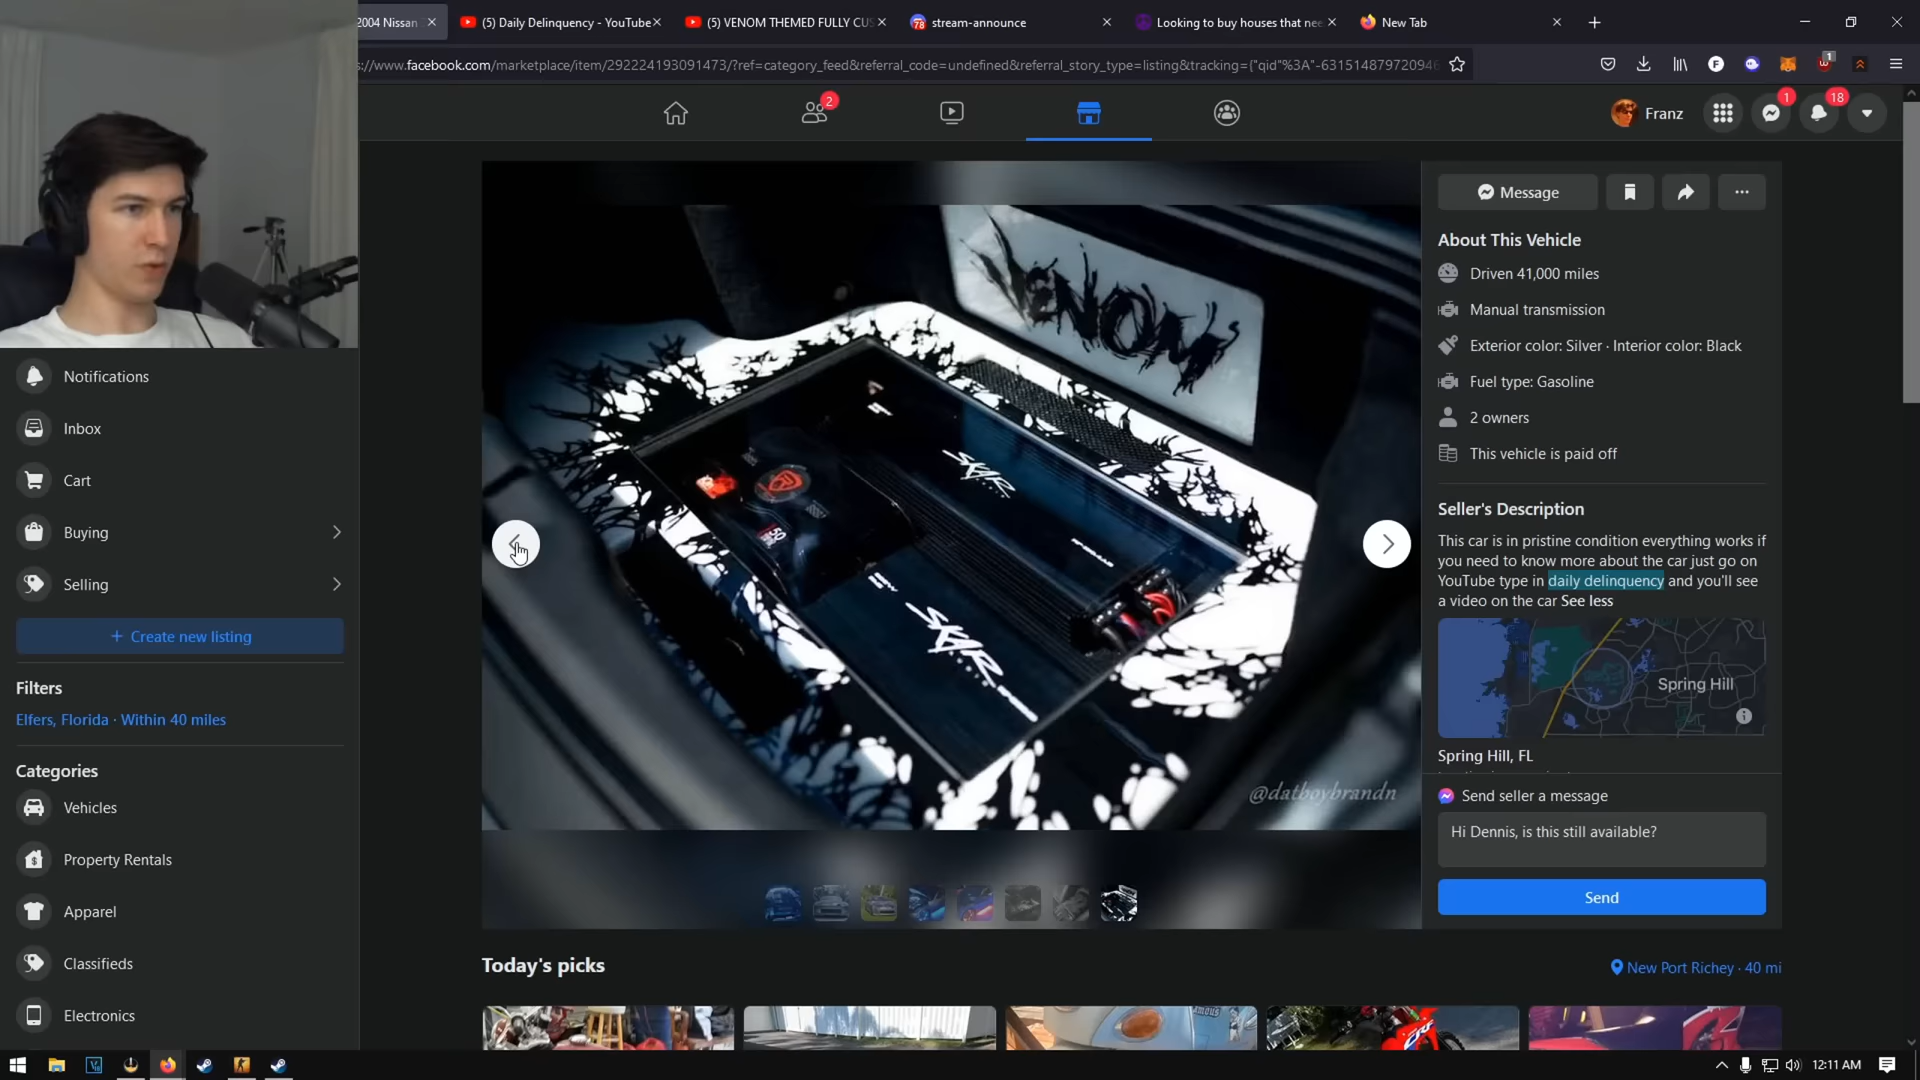 2004 Nissan
(5) Daily Delinquency - YouTube
(5) VENOM THEMED FULLY CUS
78
stream-announce
Looking to buy houses that nee
New Tab
s://www.facebook.com/marketplace/item/292224193091473/?ref=category_feed&referral_code=undefined&referral_story_type=listing&tracking={"qid"%3A"-631514879720946
1
2
Franz
1
18
Message
About This Vehicle
Driven 41,000 miles
Manual transmission
Exterior color: Silver · Interior color: Black
Fuel type: Gasoline
2 owners
This vehicle is paid off
Seller's Description
This car is in pristine condition everything works if
you need to know more about the car just go on
YouTube type in daily delinquency and you'll see
a video on the car See less
Spring Hill
Spring Hill, FL
Send seller a message
Hi Dennis, is this still available?
Send
Notifications
Inbox
Cart
Buying
Selling
+ Create new listing
Filters
Elfers, Florida · Within 40 miles
Categories
Vehicles
Property Rentals
Apparel
Classifieds
Electronics
VENOM
SKAR
SKAR
@datboybrandn
Today's picks
New Port Richey · 40 mi
12:11 AM